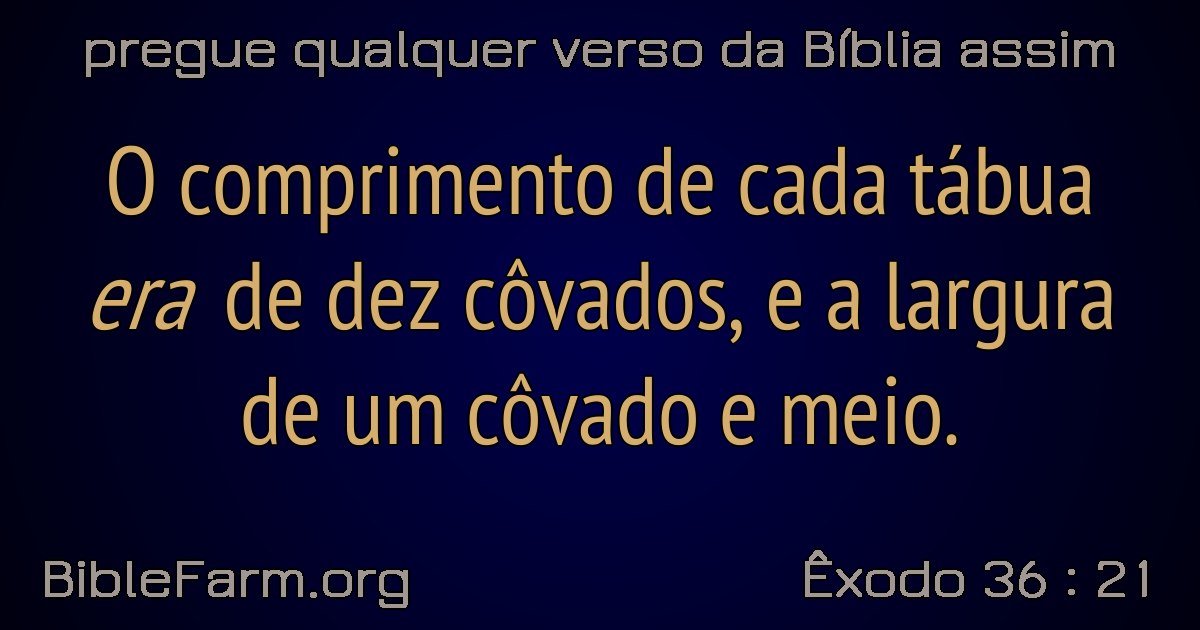 pregue qualquer verso da Bíblia assim
O comprimento de cada tábua
era de dez côvados, e a largura
de um côvado e meio.
BibleFarm.org
Êxodo 36 : 21